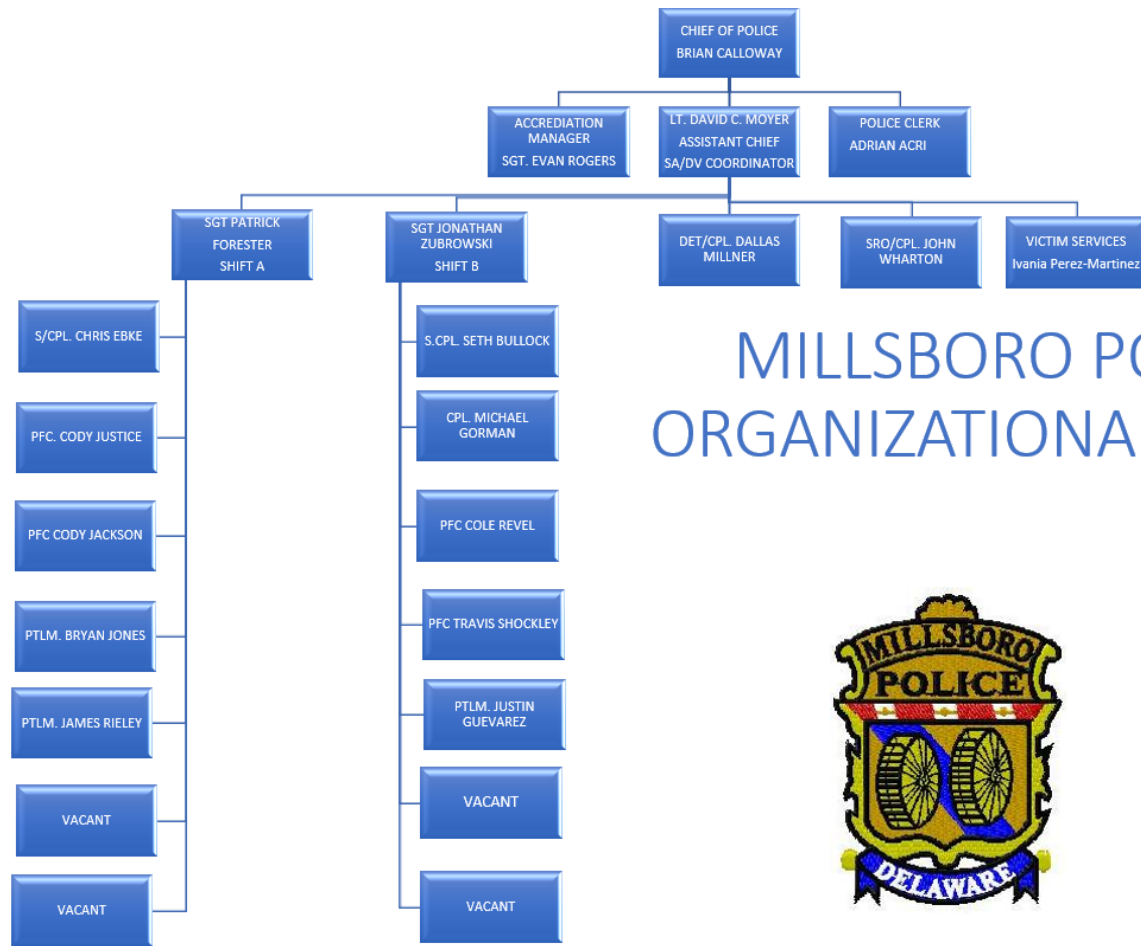 CHIEF OF POLICE
BRIAN CALLOWAY
ACCREDIATION
MANAGER
SGT. EVAN ROGERS
LT. DAVID C. MOYER
ASSISTANT CHIEF
SA/DV COORDINATOR
POLICE CLERK
ADRIAN ACRI
SGT PATRICK
FORESTER
SHIFT A
SGT JONATHAN
ZUBROWSKI
SHIFT B
DET/CPL. DALLAS
MILLNER
SRO/CPL. JOHN
WHARTON
VICTIM SERVICES
Ivania Perez-Martinez
S/CPL. CHRIS EBKE
PFC. CODY JUSTICE
PFC CODY JACKSON
PTLM. BRYAN JONES
PTLM. JAMES RIELEY
VACANT
VACANT
S.CPL. SETH BULLOCK
CPL. MICHAEL
GORMAN
PFC COLE REVEL
PFC TRAVIS SHOCKLEY
PTLM. JUSTIN
GUEVAREZ
VACANT
VACANT
MILLSBORO PO
ORGANIZATIONA
MILLSBORO
POLICE
DELAWARE